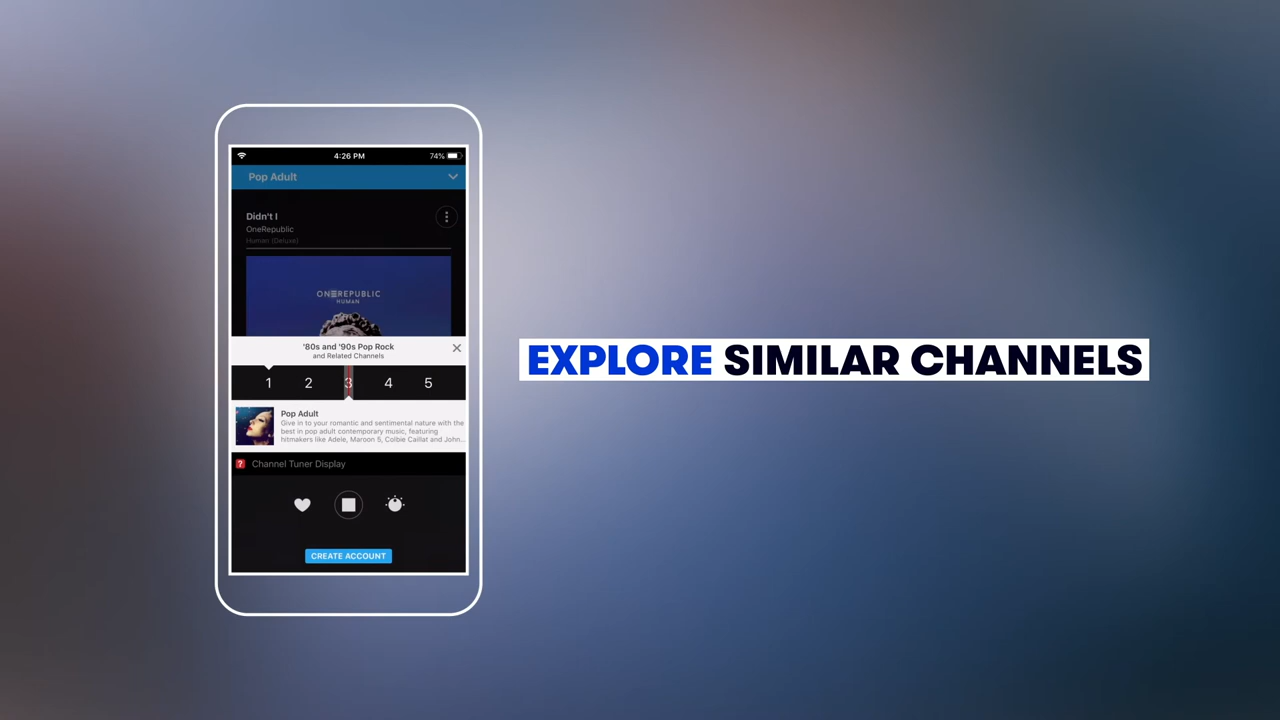 4:26 PM
74%
Pop Adult
Didn't I
OneRepublic
Human (Deluxe)
ONEREPUBLIC
HUMAN
'80s and '90s Pop Rock
and Related Channels
1 2 3 4 5
Pop Adult
Give in to your romantic and sentimental nature with the
best in pop adult contemporary music, featuring
hitmakers like Adele, Maroon 5, Colbie Caillat and John...
? Channel Tuner Display
CREATE ACCOUNT
EXPLORE SIMILAR CHANNELS